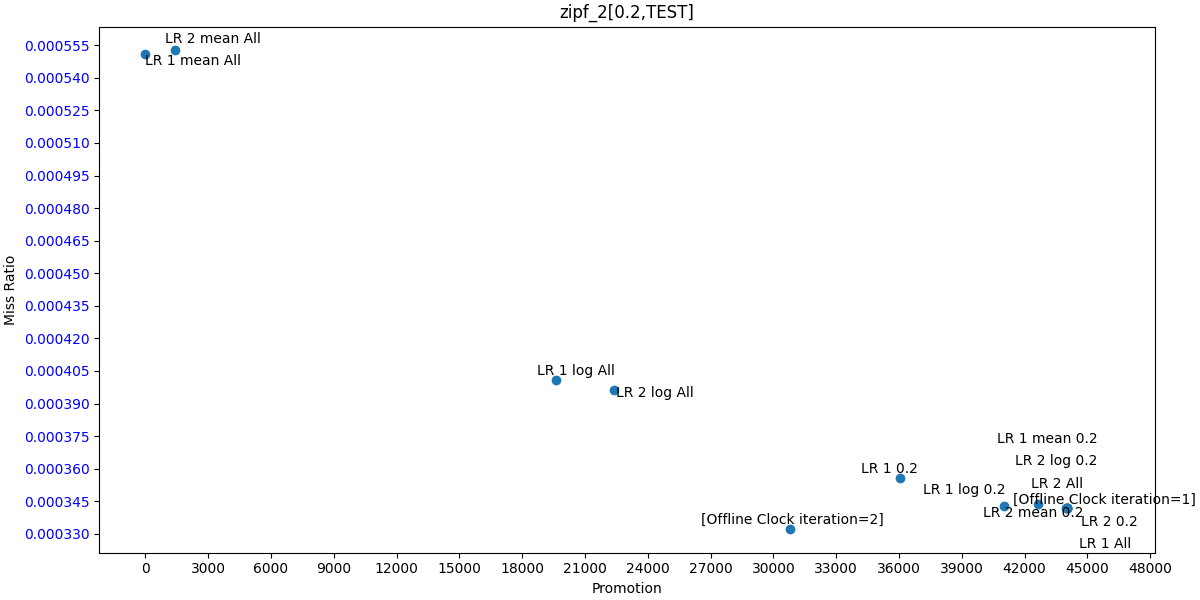 zipf_2[0.2,TEST]
0.000555
0.000540
0.000525
0.000510
0.000495
0.000480
0.000465
0.000450
0.000435
0.000420
0.000405
0.000390
0.000375
0.000360
0.000345
0.000330
Miss Ratio
LR 2 mean All
LR 1 mean All
LR 1 log All
LR 2 log All
LR 1 mean 0.2
LR 2 log 0.2
LR 1 0.2
LR 2 All
LR 1 log 0.2
[Offline Clock iteration=1]
LR 2 mean 0.2
[Offline Clock iteration=2]
LR 2 0.2
LR 1 All
0 3000 6000 9000 12000 15000 18000 21000 24000 27000 30000 33000 36000 39000 42000 45000 48000
Promotion